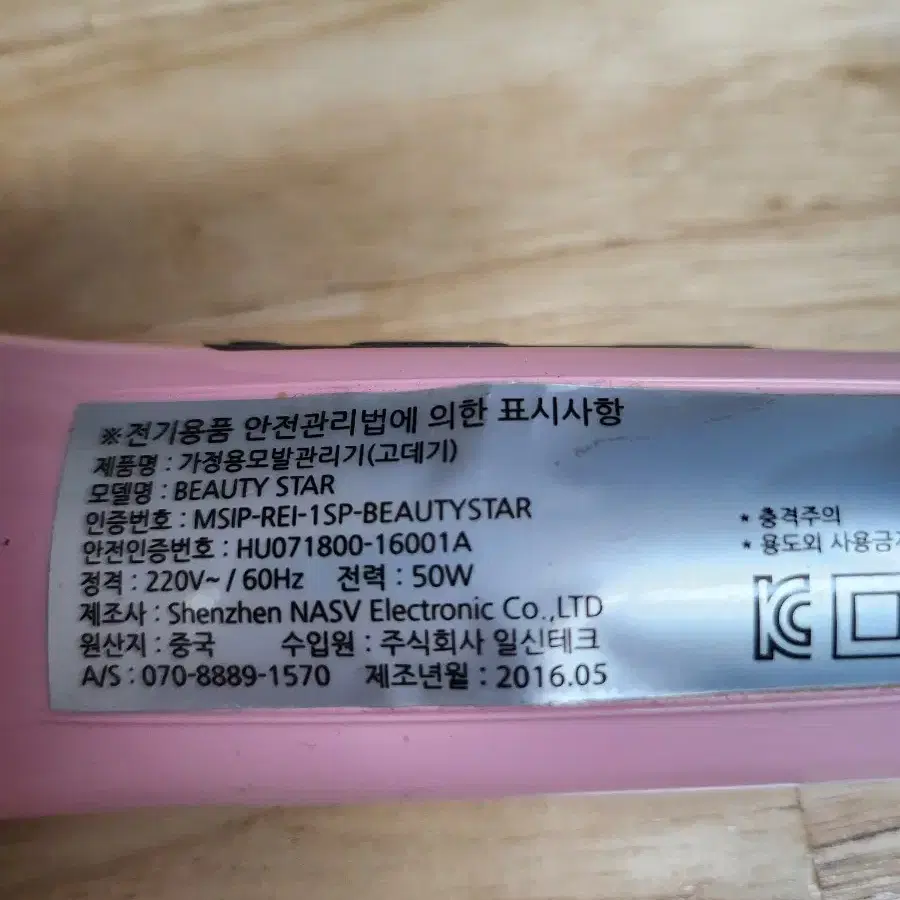 ※전기용품 안전관리법에 의한 표시사항
제품명 : 가정용모발관리기(고데기)
모델명 : BEAUTY STAR
인증번호 : MSIP-REI-1SP-BEAUTYSTAR
안전인증번호 : HU071800-16001A
정격 : 220V~ / 60Hz 전력 : 50W
제조사 : Shenzhen NASV Electronic Co.,LTD
원산지 : 중국 수입원 : 주식회사 일신테크
A/S : 070-8889-1570 제조년월 : 2016.05
* 충격주의
* 용도외 사용금지
KC